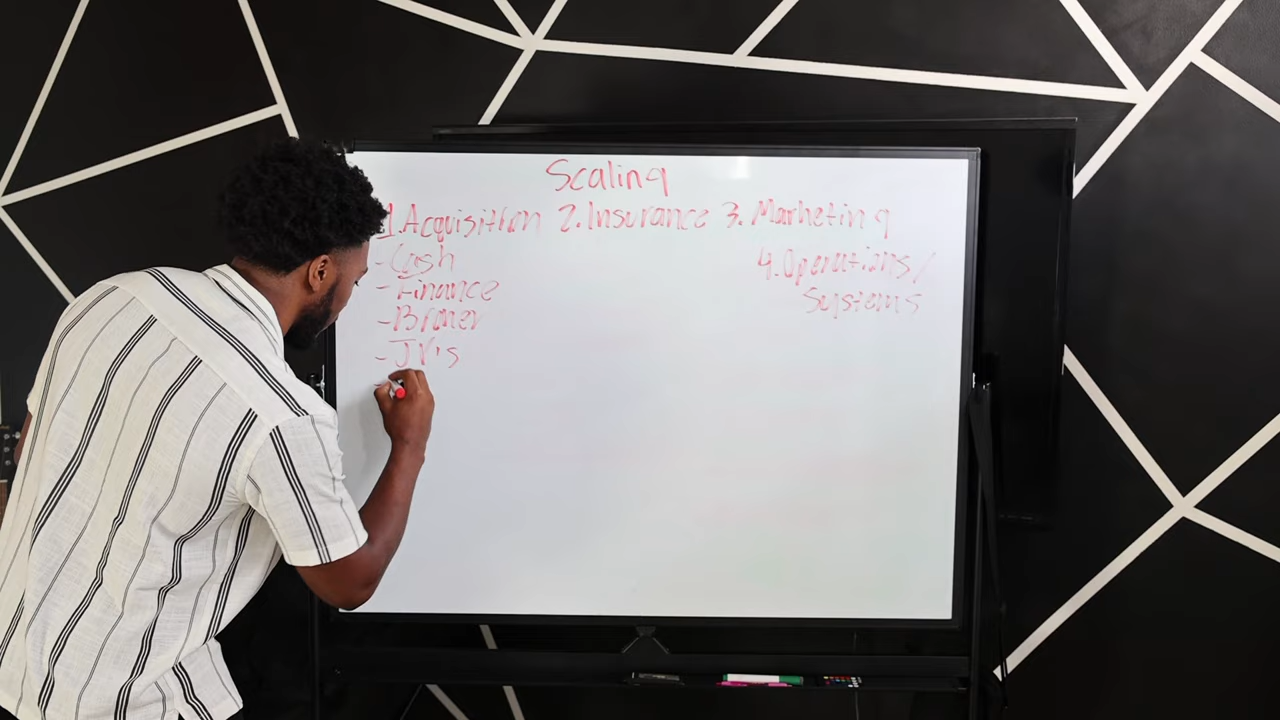 Scaling
1. Acquisition 2. Insurance 3. Marketing
- Cash
- Finance
- Broker
- JV's
4. Operations/
Systems